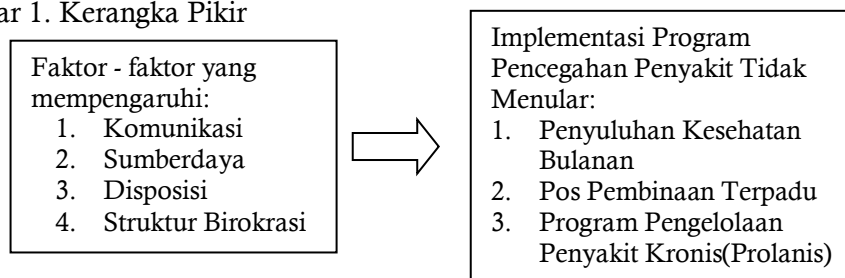 ar 1. Kerangka Pikir
Faktor - faktor yang
mempengaruhi:
1. Komunikasi
2. Sumberdaya
3. Disposisi
4. Struktur Birokrasi
Implementasi Program
Pencegahan Penyakit Tidak
Menular:
1. Penyuluhan Kesehatan
Bulanan
2. Pos Pembinaan Terpadu
3. Program Pengelolaan
Penyakit Kronis(Prolanis)